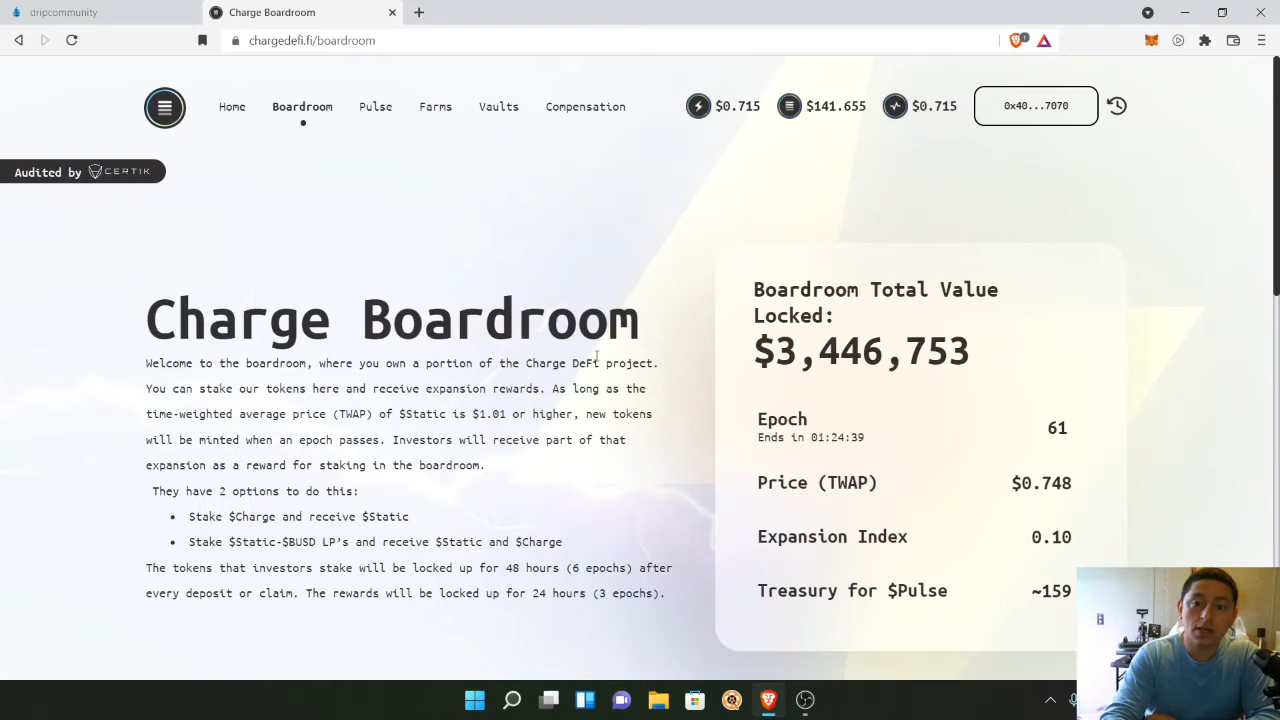 dripcommunity
Charge Boardroom
chargedefi.fi/boardroom
1
Home Boardroom Pulse Farms Vaults Compensation $0.715 $141.655 $0.715 0x40...7070
Audited by CERTIK
Charge Boardroom
Welcome to the boardroom, where you own a portion of the Charge DeFi project.
You can stake our tokens here and receive expansion rewards. As long as the
time-weighted average price (TWAP) of $Static is $1.01 or higher, new tokens
will be minted when an epoch passes. Investors will receive part of that
expansion as a reward for staking in the boardroom.
They have 2 options to do this:
• Stake $Charge and receive $Static
• Stake $Static-$BUSD LP’s and receive $Static and $Charge
The tokens that investors stake will be locked up for 48 hours (6 epochs) after
every deposit or claim. The rewards will be locked up for 24 hours (3 epochs).
Boardroom Total Value
Locked:
$3,446,753
Epoch 61
Ends in 01:24:39
Price (TWAP) $0.748
Expansion Index 0.10
Treasury for $Pulse ~159